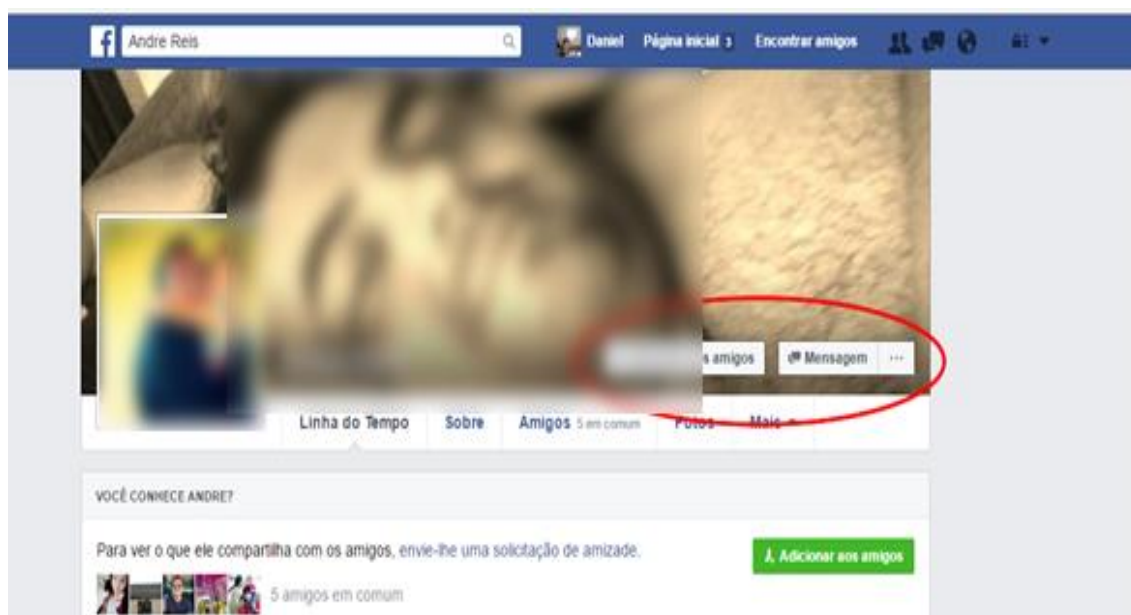 f Andre Reis Daniel Página inicial 3 Encontrar amigos
s amigos Mensagem ...
Linha do Tempo Sobre Amigos 5 em comum Fotos Mais
VOCÊ CONHECE ANDRE?
Para ver o que ele compartilha com os amigos, envie-lhe uma solicitação de amizade.
Adicionar aos amigos
5 amigos em comum